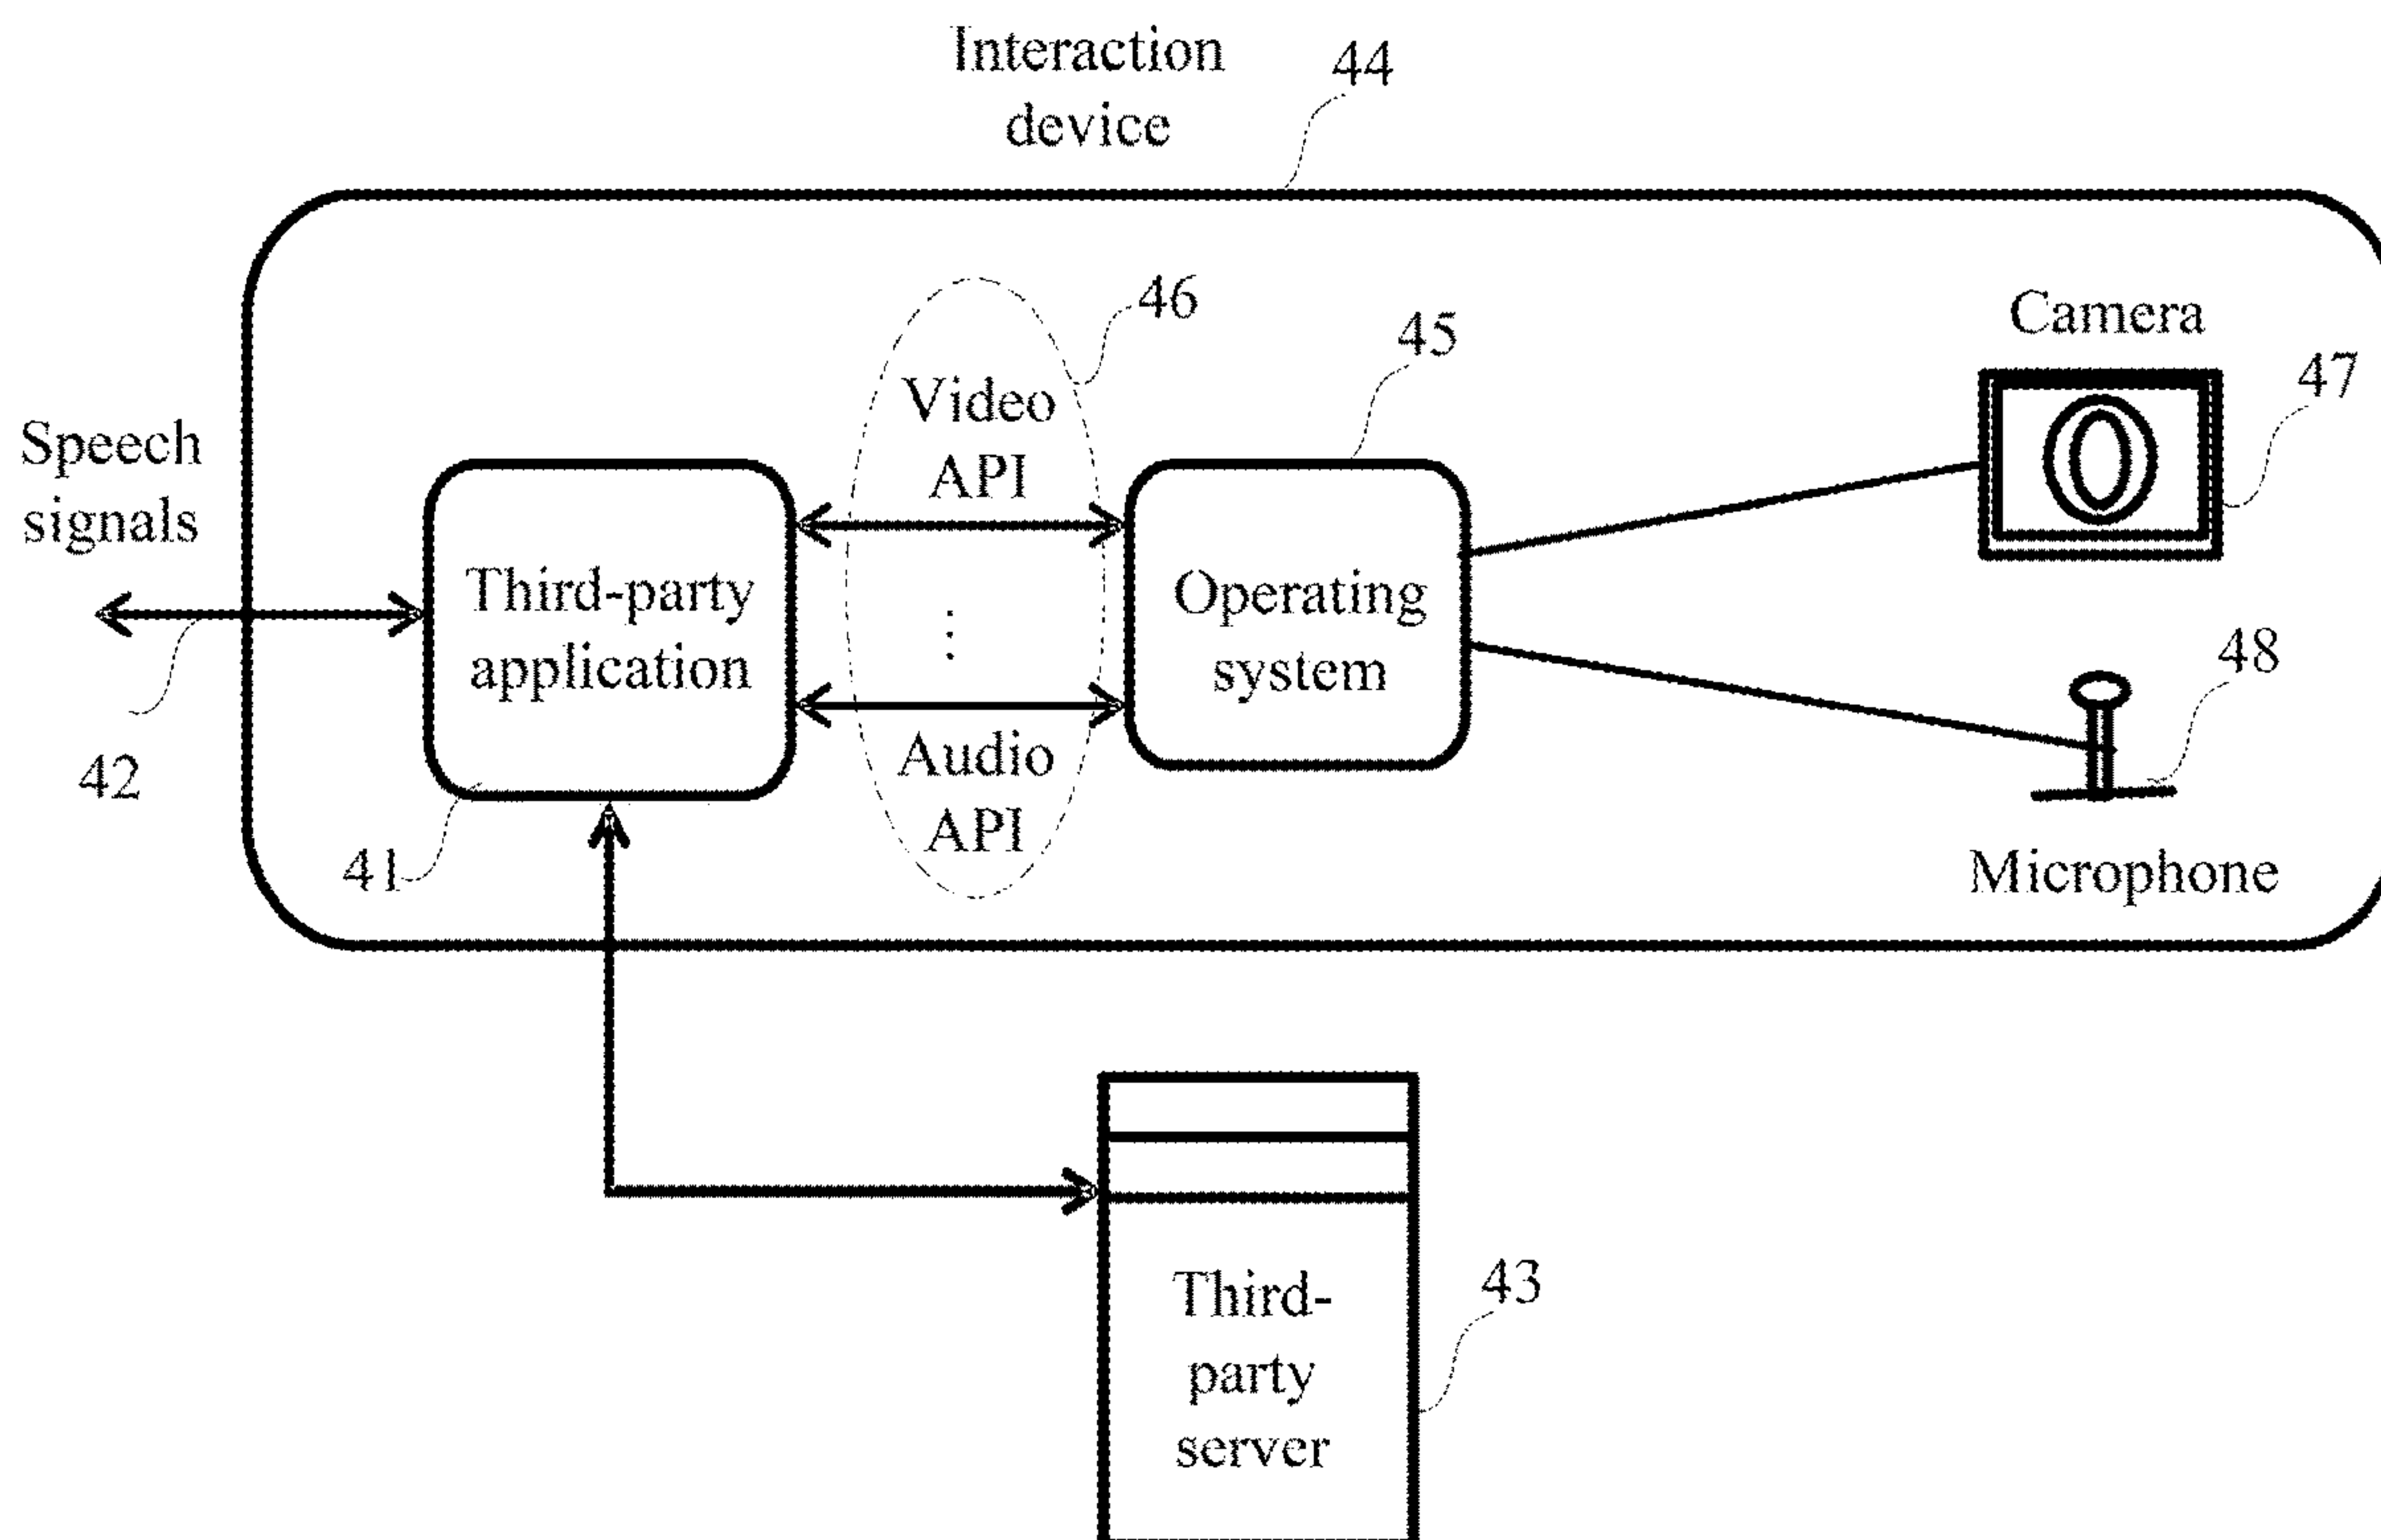 Interaction
device
44
46
45
Camera
47
Video
API
Speech
signals
Third-party
application
Operating
system
48
42
Audio
API
41
Microphone
Third-
party
server
43